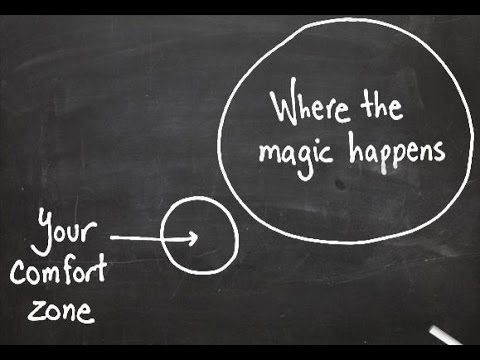 Where the
magic happens
Your
comfort
zone